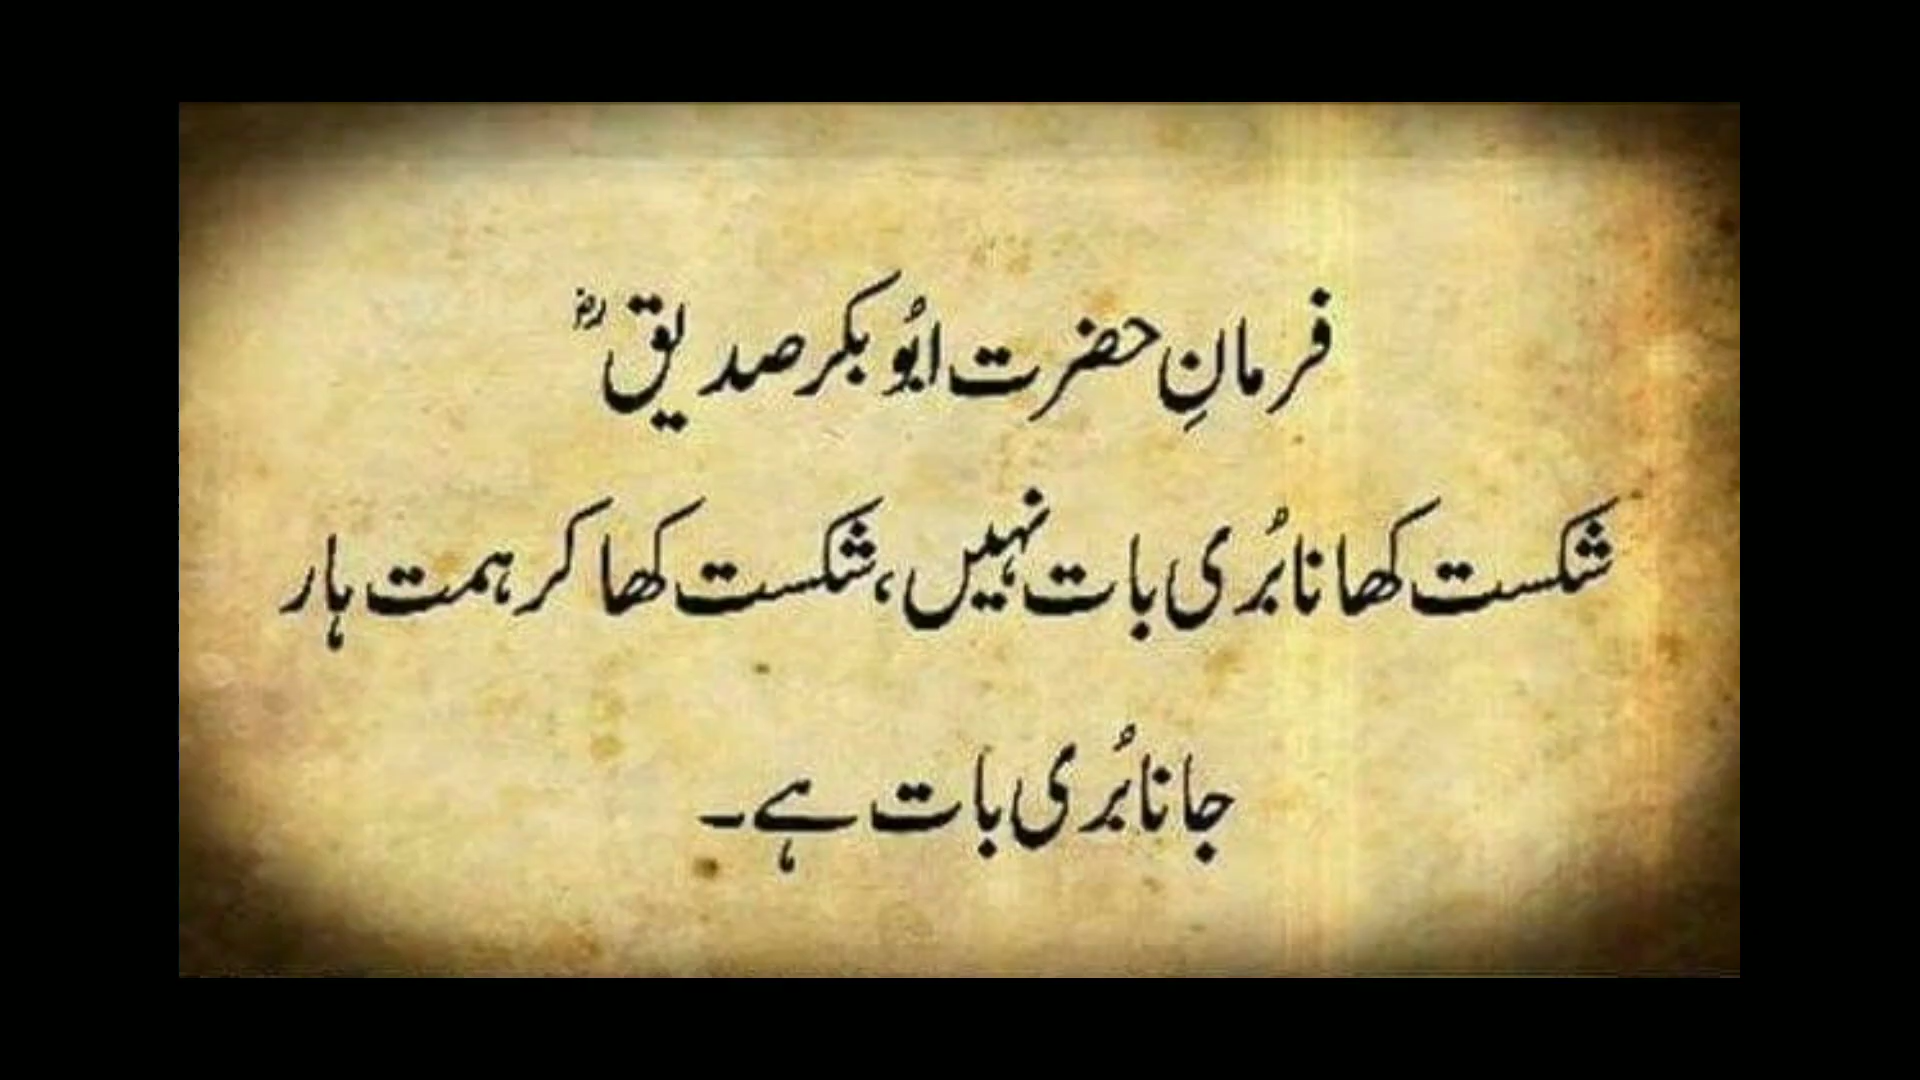 فرمانِ حضرت ابُو بکر صدیق ؓ
شکست کھانا بُری بات نہیں، شکست کھا کر ہمت ہار
جانا بُری بات ہے۔